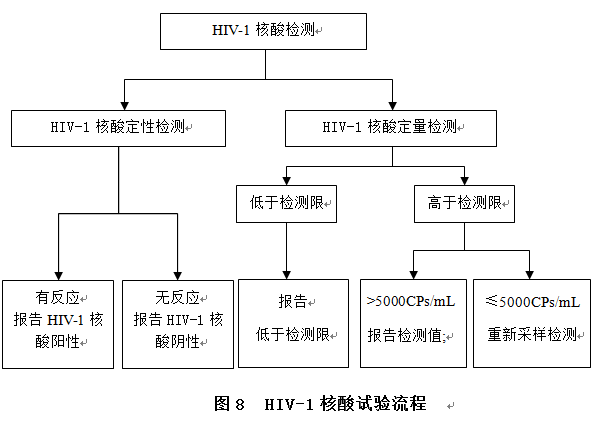 HIV-1 核酸检测
HIV-1 核酸定性检测
HIV-1 核酸定量检测
低于检测限
高于检测限
有反应
报告 HIV-1 核
酸阳性
无反应
报告 HIV-1 核
酸阴性
报告
低于检测限
>5000CPs/mL
报告检测值;
≤5000CPs/mL
重新采样检测
图 8 HIV-1 核酸试验流程